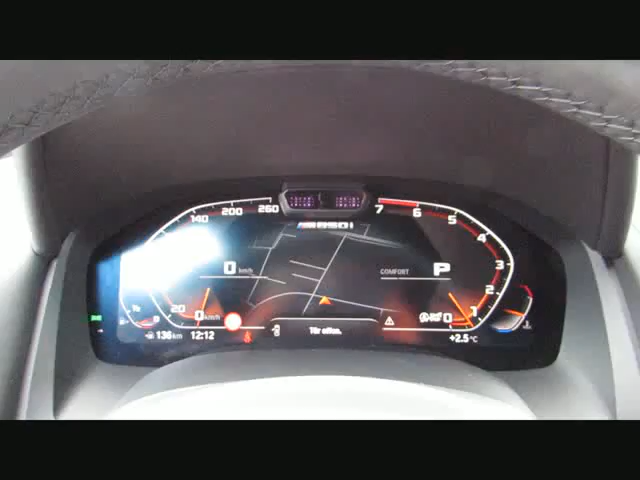 140 200 260 7 6 5 4 3 2 1
M850i
0 km/h COMFORT P
20 0 km/h
Tür offen.
136 km 12:12 +2.5°C